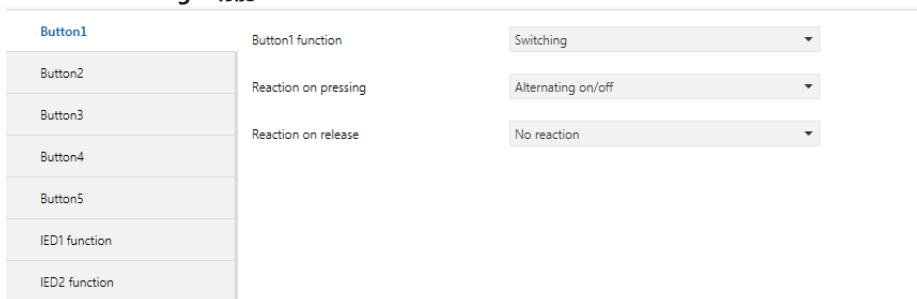 Button1
Button1 function Switching
Button2
Reaction on pressing Alternating on/off
Button3
Reaction on release No reaction
Button4
Button5
IED1 function
IED2 function